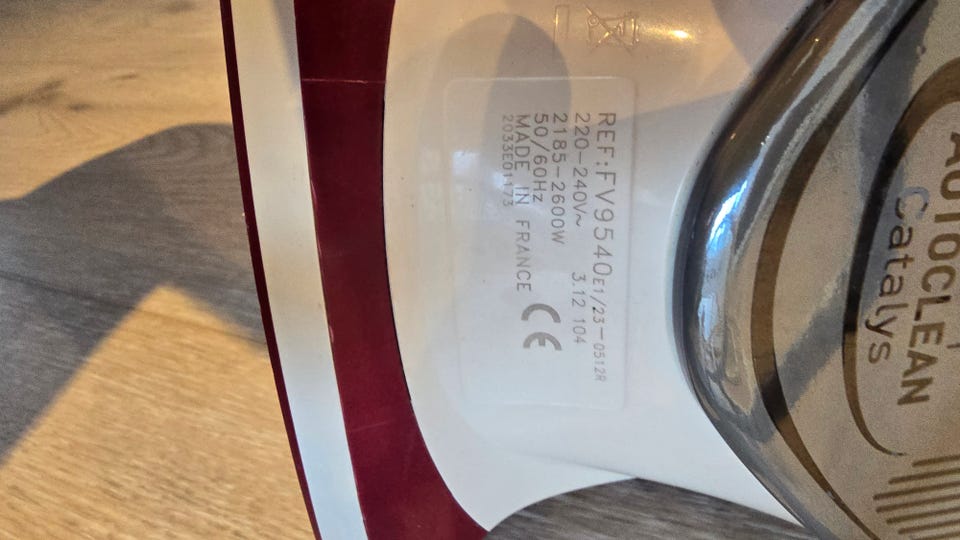 REF:FV9540E1/23-0512R
220-240V~ 3.12 104
2185-2600W
50/60Hz
MADE IN FRANCE
2033E01173
CE
AUTOCLEAN
Catalys